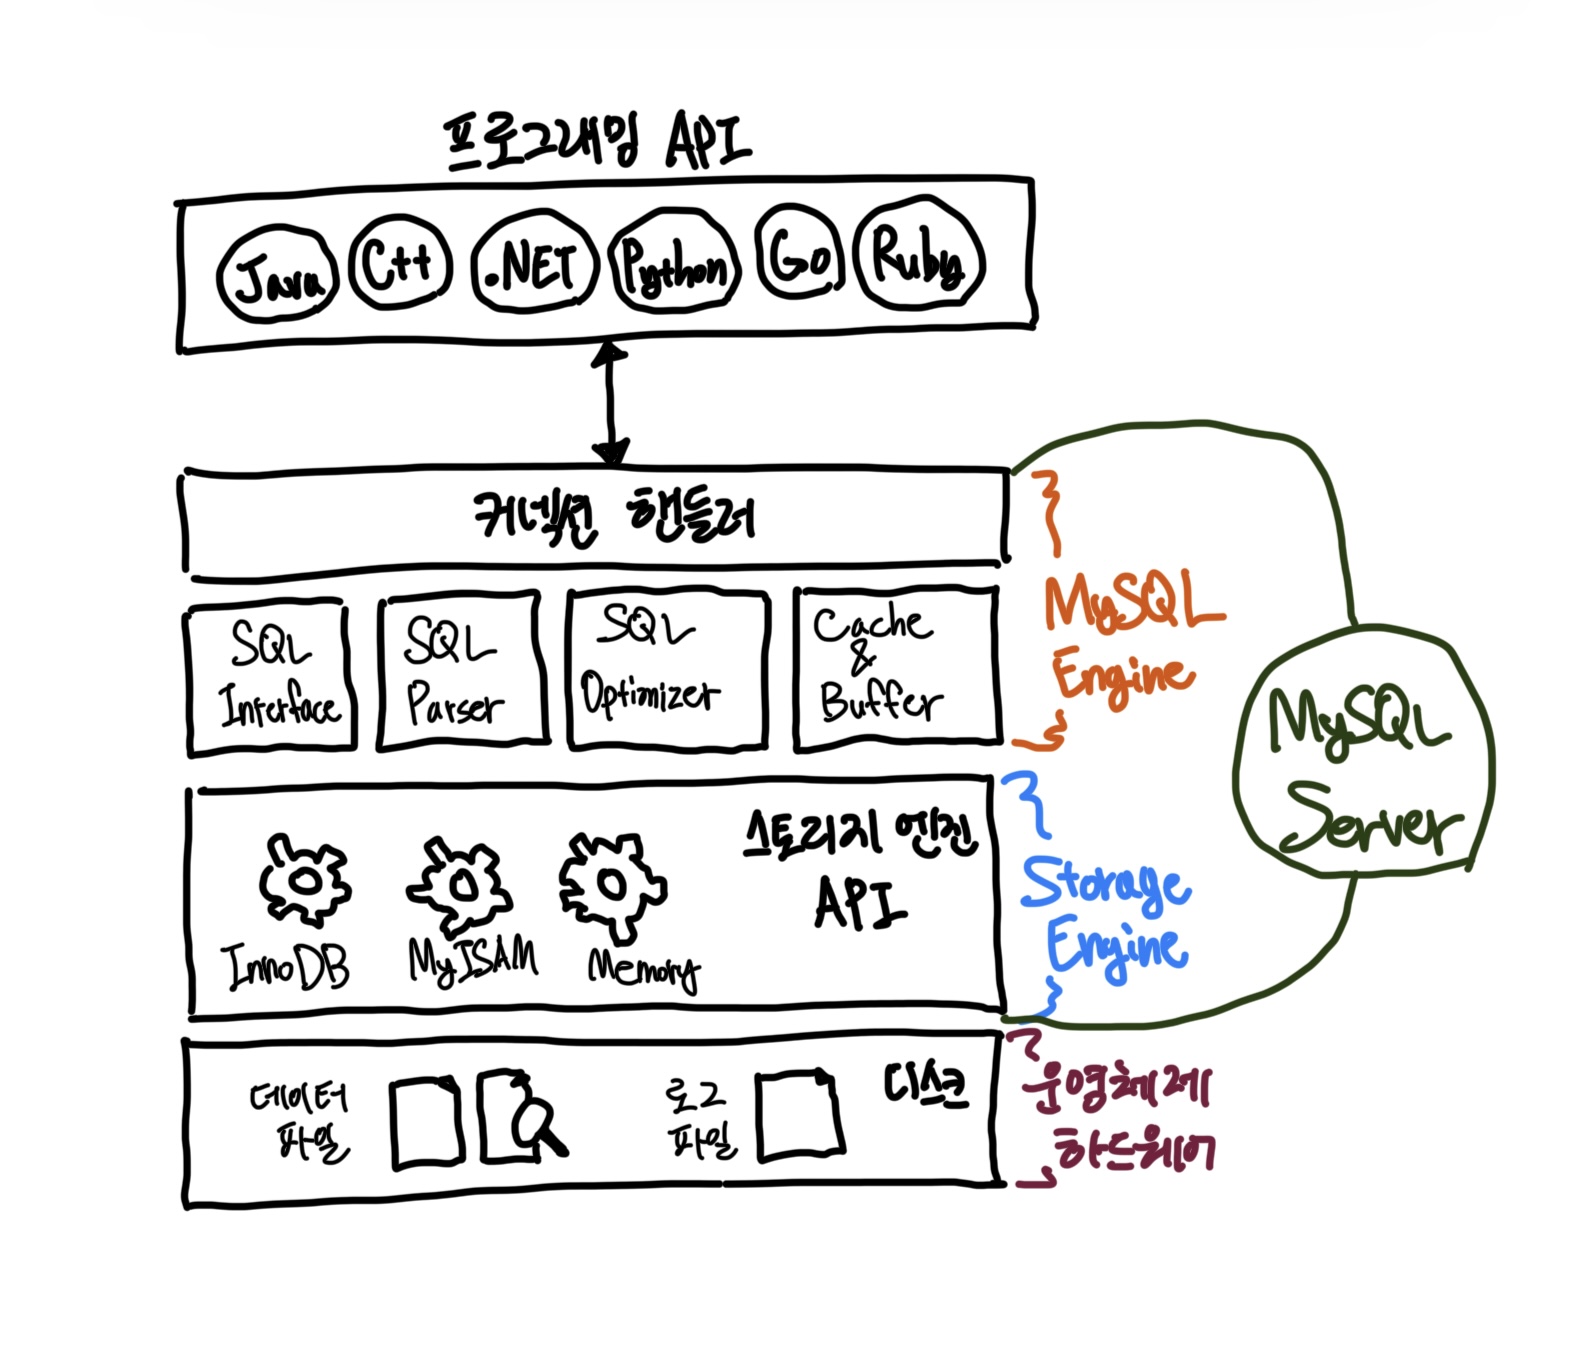 프로그래밍 API
Java C++ .NET Python Go Ruby
커넥션 핸들러
SQL
Interface
SQL
Parser
SQL
Optimizer
Cache
&
Buffer
MySQL
Engine
스토리지 엔진
API
InnoDB MyISAM Memory
Storage
Engine
MySQL
Server
데이터
파일
로그
파일
디스크
운영체제
하드웨어